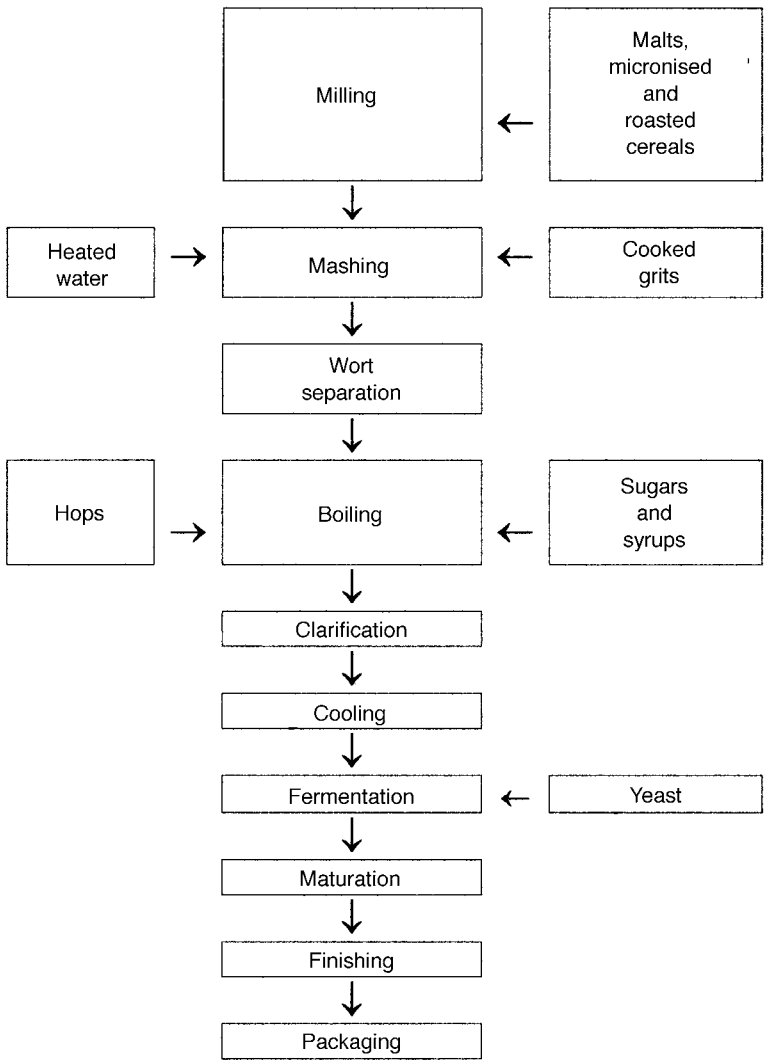 Milling
Malts,
micronised
and
roasted
cereals
Heated
water
Mashing
Cooked
grits
Wort
separation
Hops
Boiling
Sugars
and
syrups
Clarification
Cooling
Fermentation
Yeast
Maturation
Finishing
Packaging